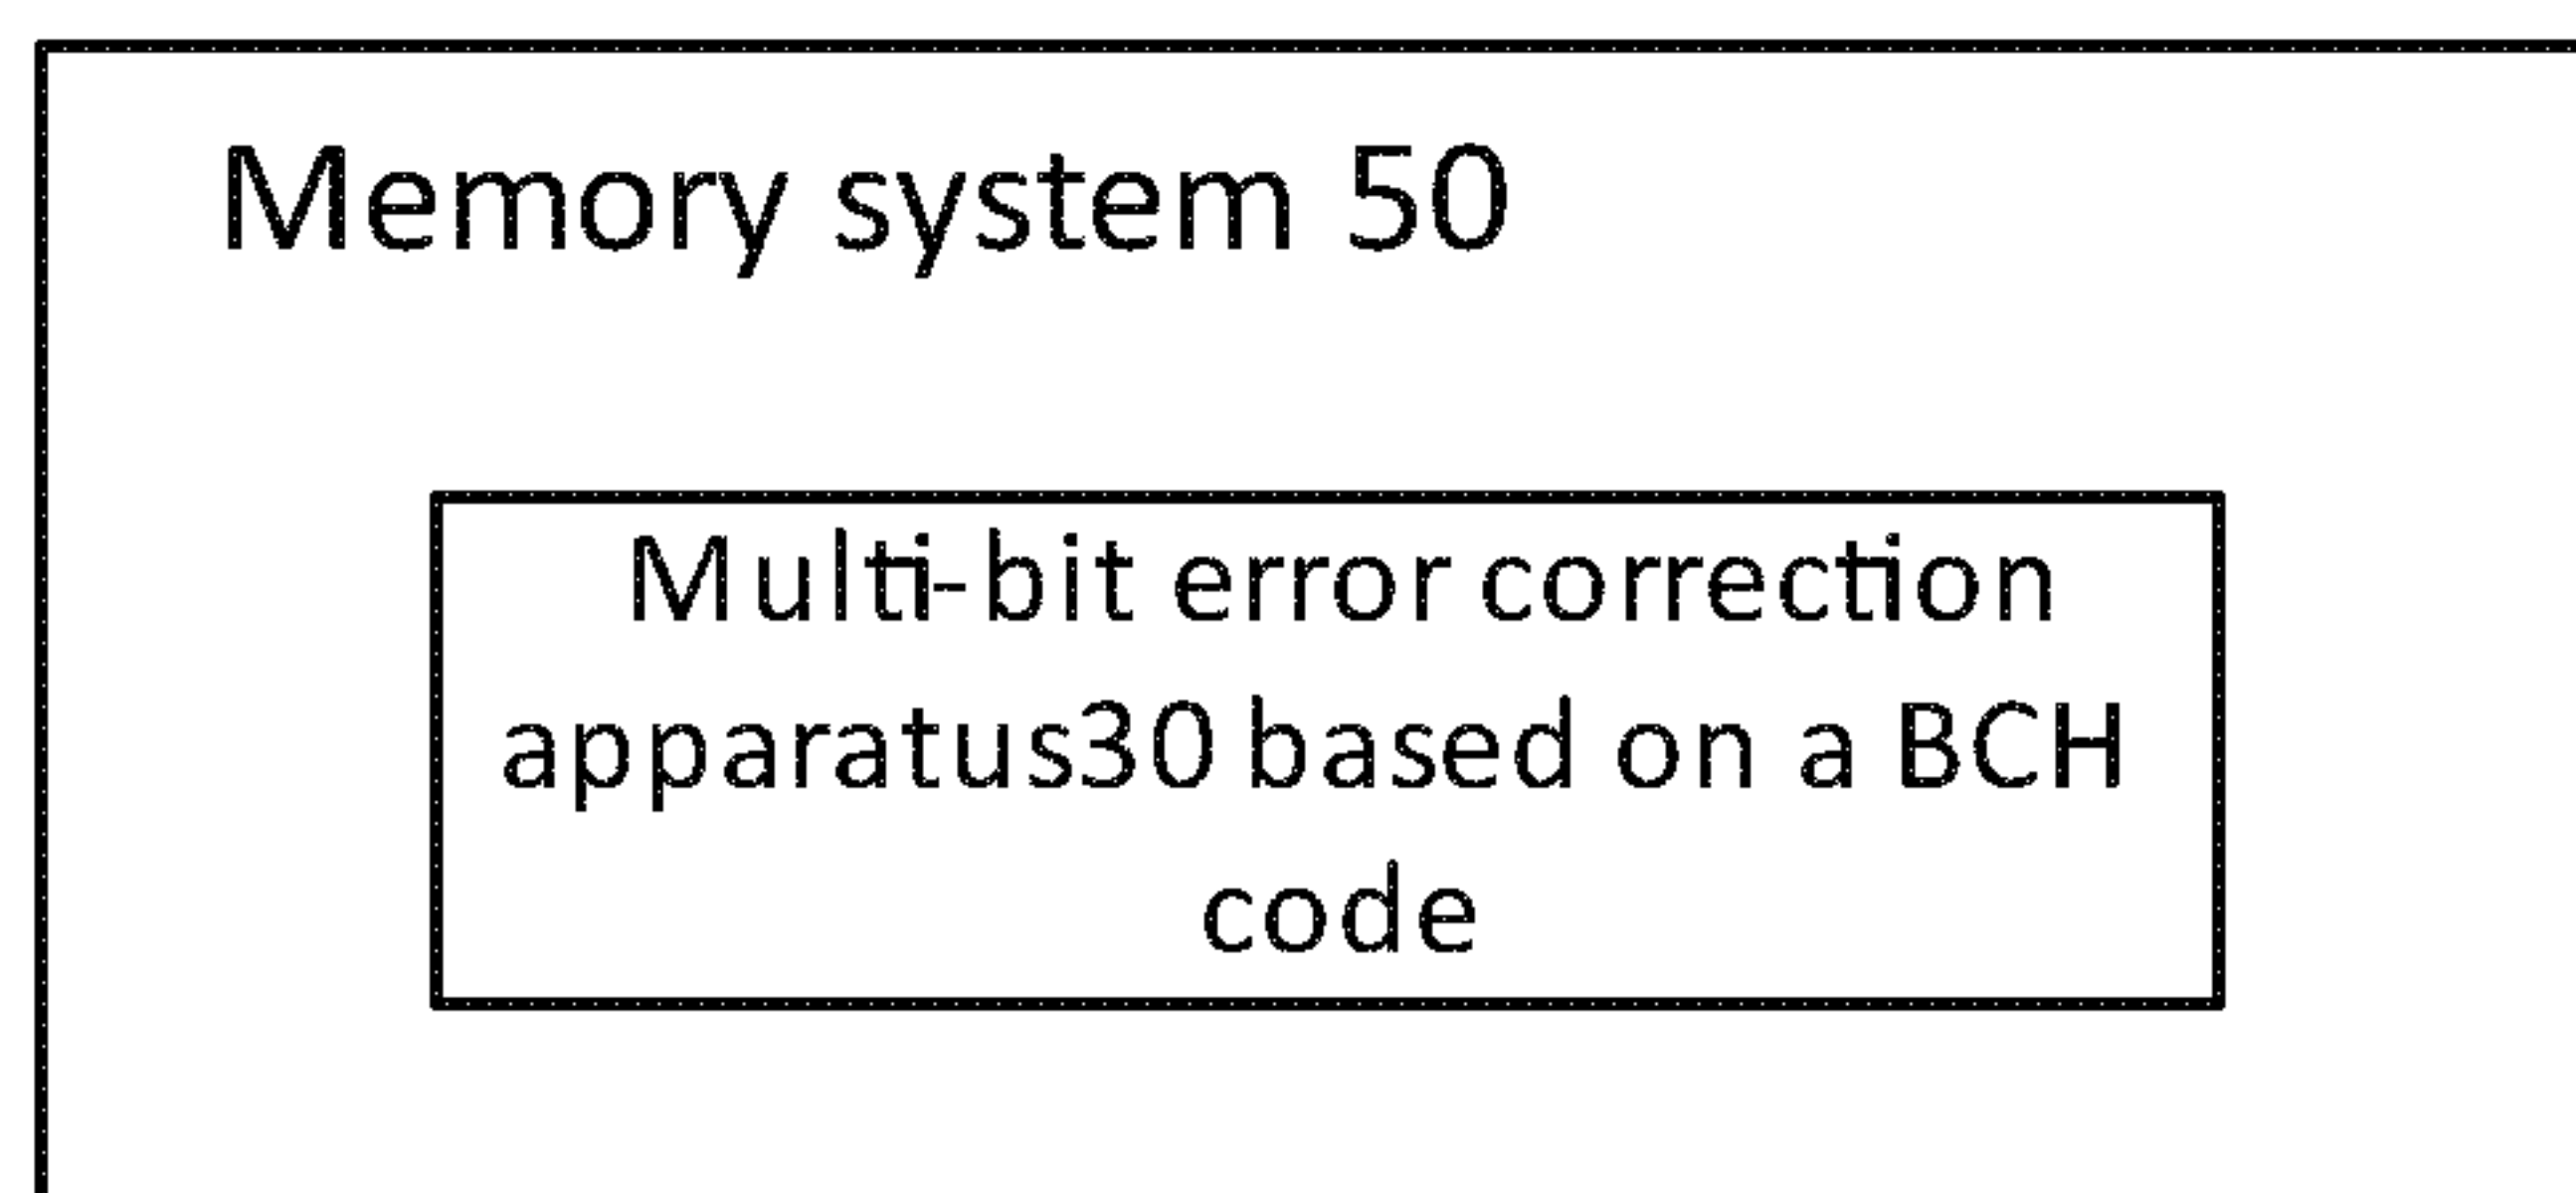 Memory system 50
Multi-bit error correction
apparatus30 based on a BCH
code